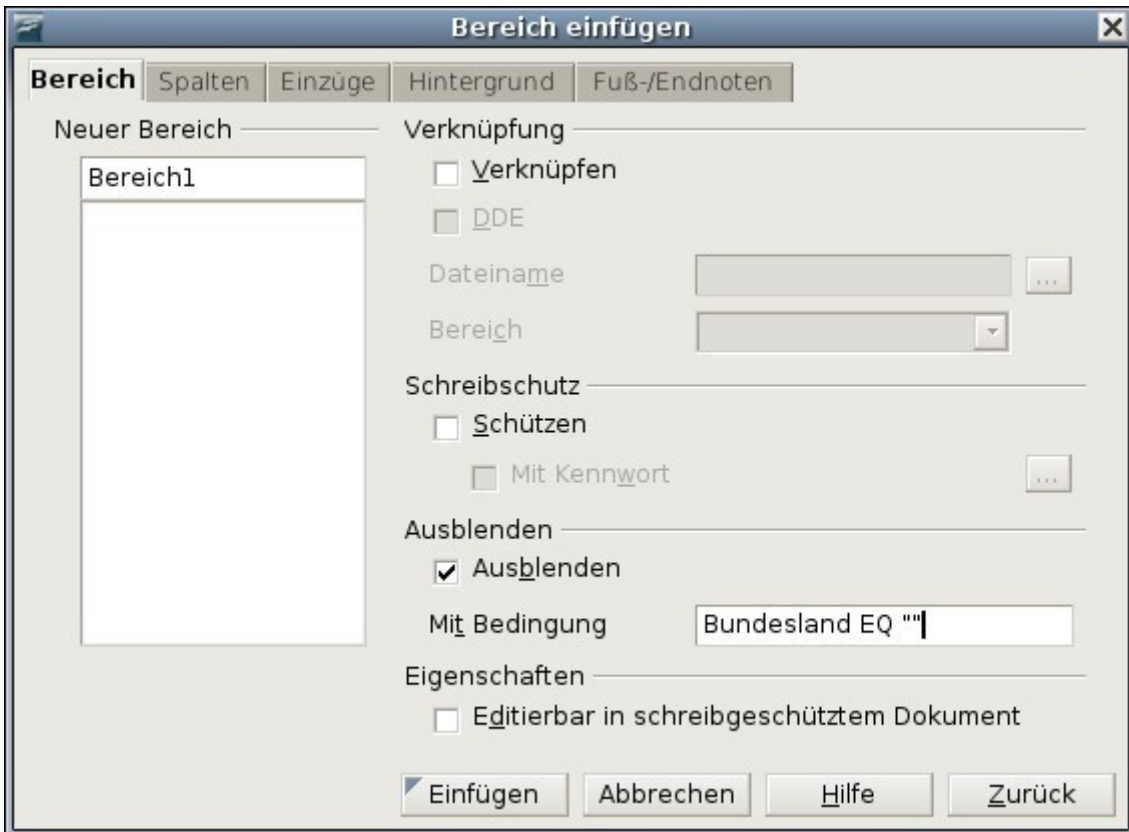 Bereich einfügen
Bereich Spalten Einzüge Hintergrund Fuß-/Endnoten
Neuer Bereich
Bereich1
Verknüpfung
Verknüpfen
DDE
Dateiname ...
Bereich
Schreibschutz
Schützen
Mit Kennwort ...
Ausblenden
Ausblenden
Mit Bedingung Bundesland EQ ""
Eigenschaften
Editierbar in schreibgeschütztem Dokument
Einfügen Abbrechen Hilfe Zurück